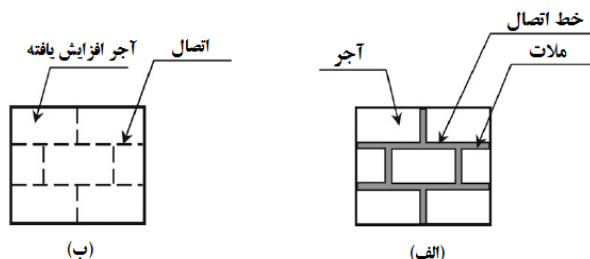 خط اتصال
ملات
آجر
(الف)
اتصال
آجر افزایش یافته
(ب)